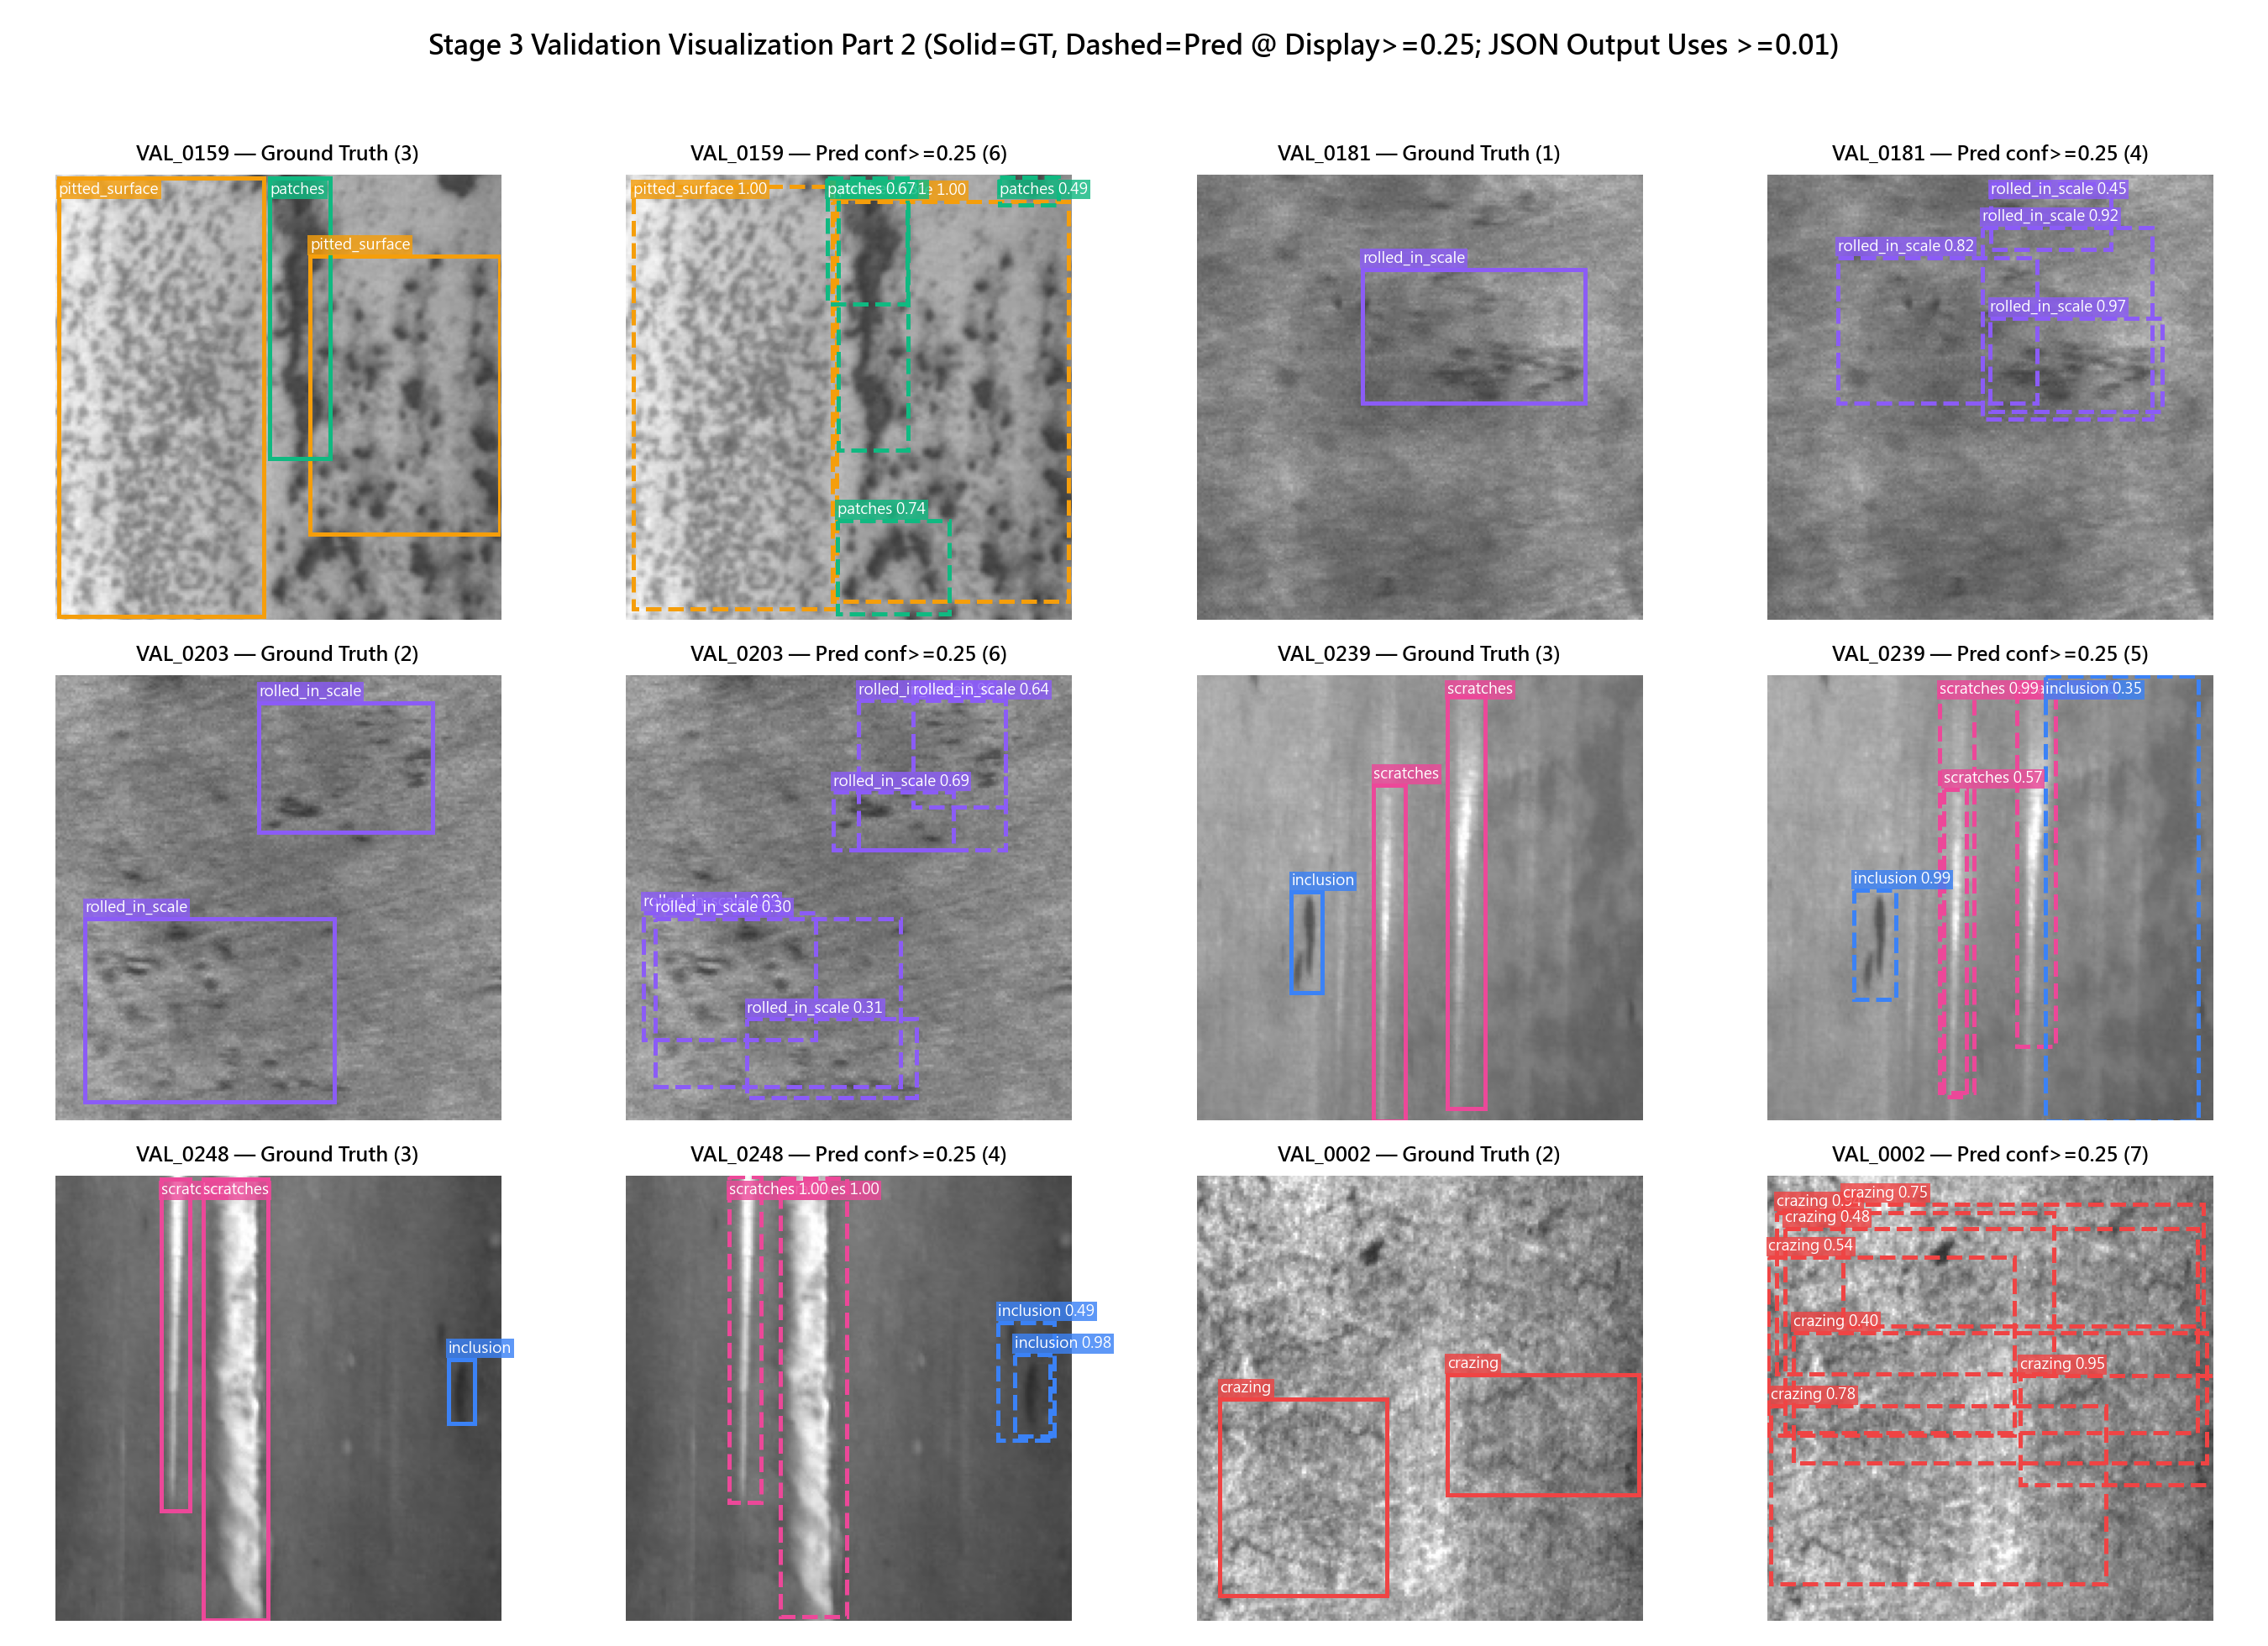 Stage 3 Validation Visualization Part 2 (Solid=GT, Dashed=Pred @ Display>=0.25; JSON Output Uses >=0.01)
VAL_0159 — Ground Truth (3)
pitted_surface
patches
pitted_surface
VAL_0159 — Pred conf>=0.25 (6)
pitted_surface 1.00
patches 0.67
1.00
patches 0.49
patches 0.74
VAL_0181 — Ground Truth (1)
rolled_in_scale
VAL_0181 — Pred conf>=0.25 (4)
rolled_in_scale 0.45
rolled_in_scale 0.92
rolled_in_scale 0.82
rolled_in_scale 0.97
VAL_0203 — Ground Truth (2)
rolled_in_scale
rolled_in_scale
VAL_0203 — Pred conf>=0.25 (6)
rolled_in_scale 0.64
rolled_in_scale 0.69
rolled_in_scale 0.30
rolled_in_scale 0.31
VAL_0239 — Ground Truth (3)
scratches
scratches
inclusion
VAL_0239 — Pred conf>=0.25 (5)
scratches 0.99
inclusion 0.35
scratches 0.57
inclusion 0.99
VAL_0248 — Ground Truth (3)
scratches
inclusion
VAL_0248 — Pred conf>=0.25 (4)
scratches 1.00
es 1.00
inclusion 0.49
inclusion 0.98
VAL_0002 — Ground Truth (2)
crazing
crazing
VAL_0002 — Pred conf>=0.25 (7)
crazing 0.75
crazing
crazing 0.48
crazing 0.54
crazing 0.40
crazing 0.95
crazing 0.78